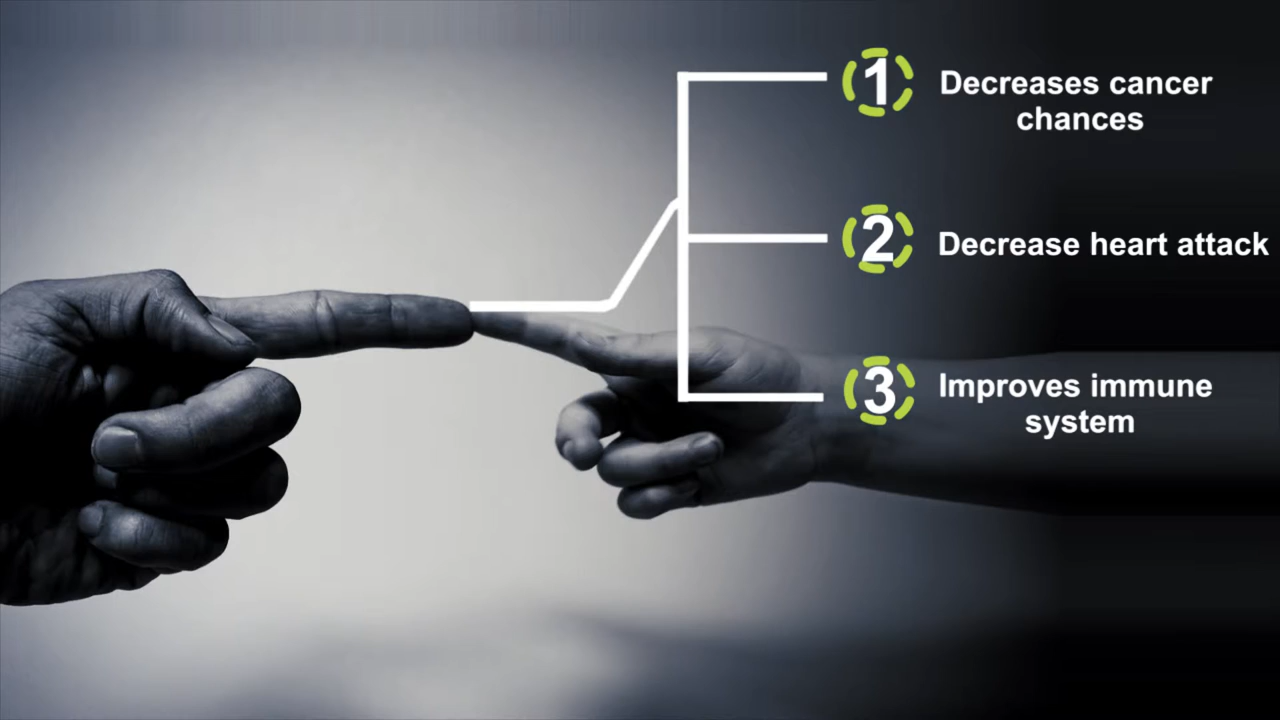 1 Decreases cancer
chances
2 Decrease heart attack
3 Improves immune
system